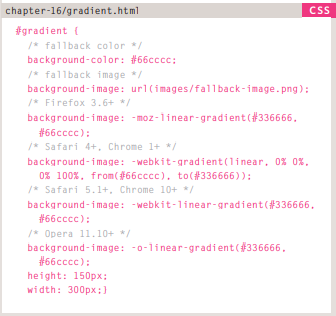 chapter-16/gradient.html
CSS
#gradient {
/* fallback color */
background-color: #66cccc;
/* fallback image */
background-image: url(images/fallback-image.png);
/* Firefox 3.6+ */
background-image: -moz-linear-gradient(#336666,
#66cccc);
/* Safari 4+, Chrome 1+ */
background-image: -webkit-gradient(linear, 0% 0%,
0% 100%, from(#66cccc), to(#336666));
/* Safari 5.1+, Chrome 10+ */
background-image: -webkit-linear-gradient(#336666,
#66cccc);
/* Opera 11.10+ */
background-image: -o-linear-gradient(#336666,
#66cccc);
height: 150px;
width: 300px;}